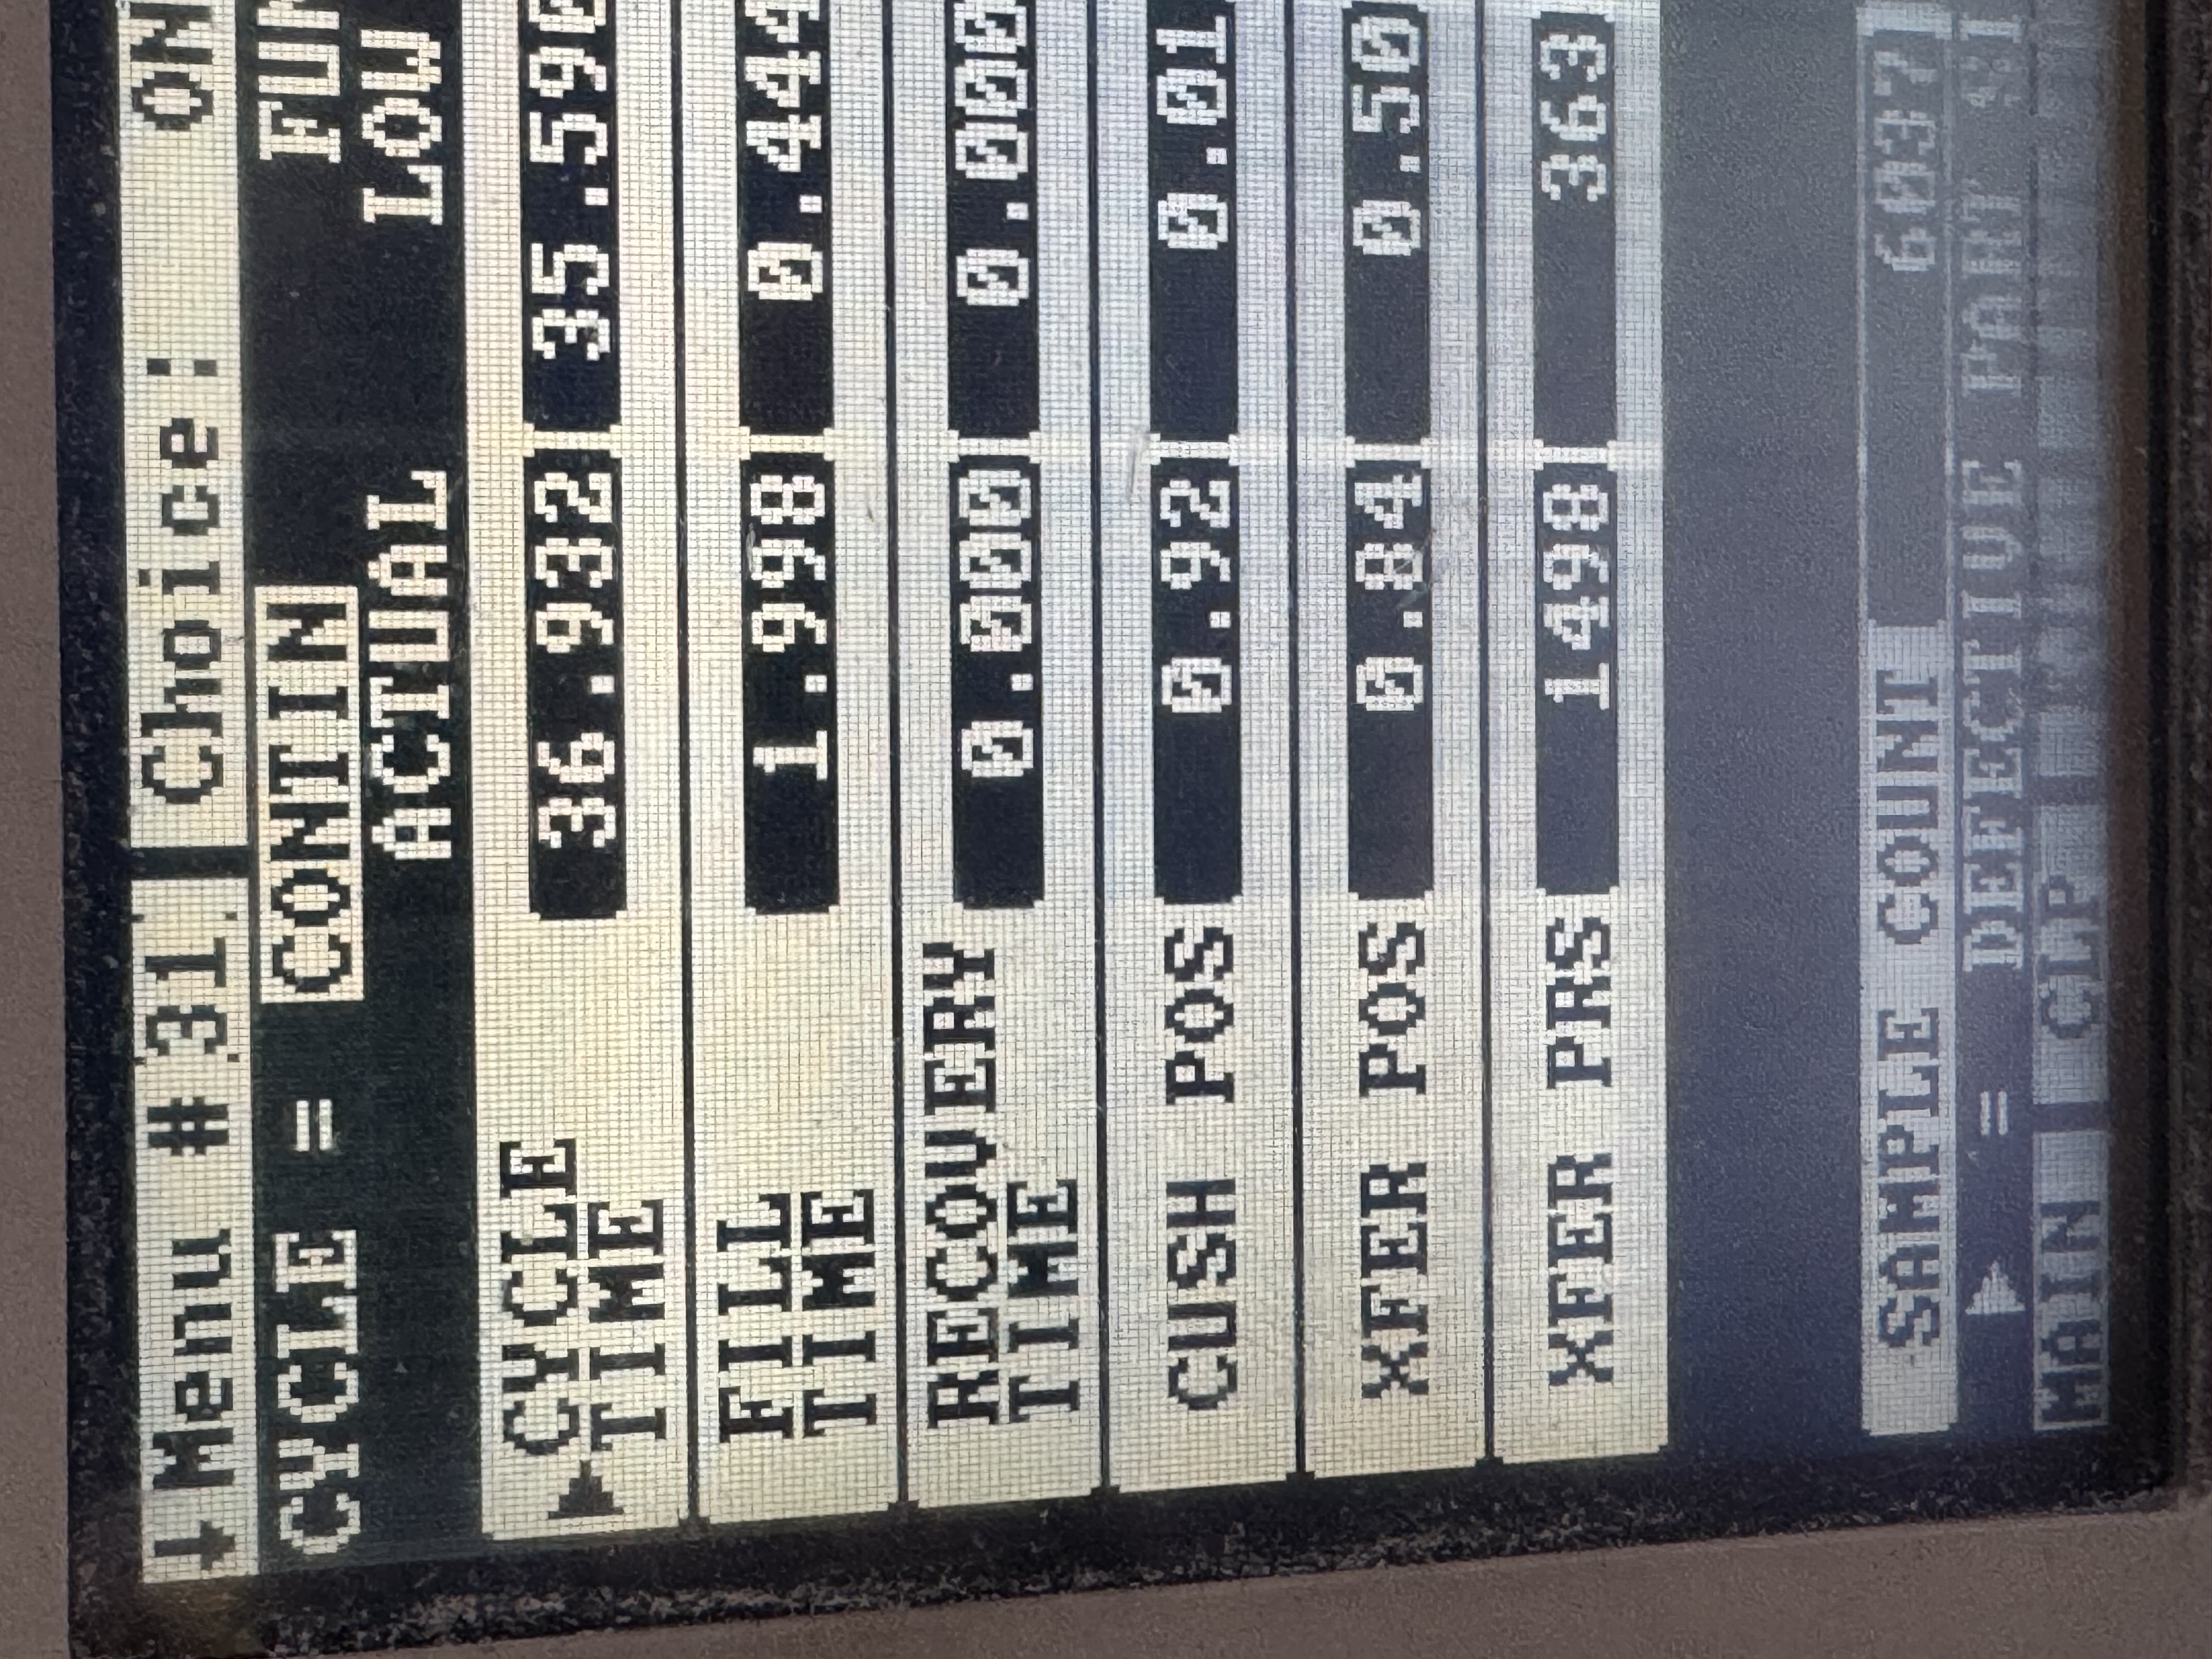 Menu #31. Choice: ON
CYCLE = CONTIN FUN
ACTUAL LOW
CYCLE TIME 36.932 35.590
FILL TIME 1.998 0.444
RECOVERY TIME 0.000 0.000
CUSH POS 0.92 0.01
XFER POS 0.84 0.50
XFER PRS 1498 363
SAMPLE COUNT 6037
= DEFECTIVE PART
MAIN CLP